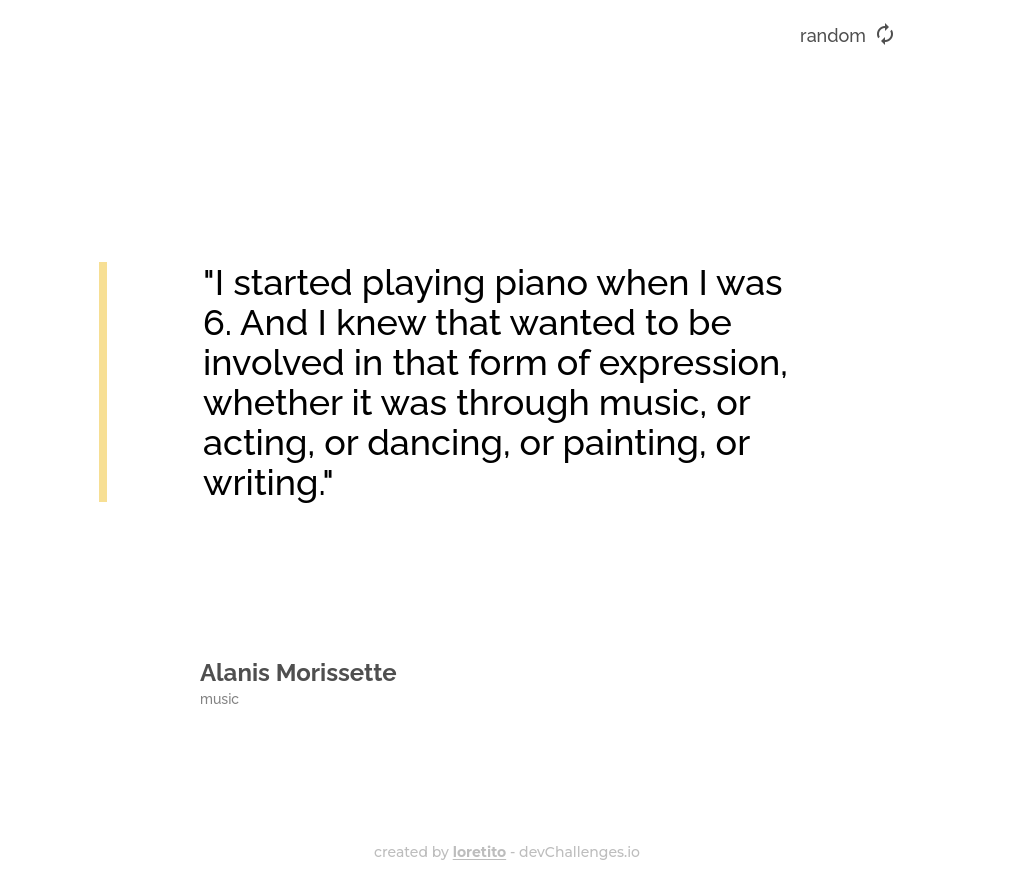 random
"I started playing piano when I was
6. And I knew that wanted to be
involved in that form of expression,
whether it was through music, or
acting, or dancing, or painting, or
writing."
Alanis Morissette
music
created by loretito - devChallenges.io